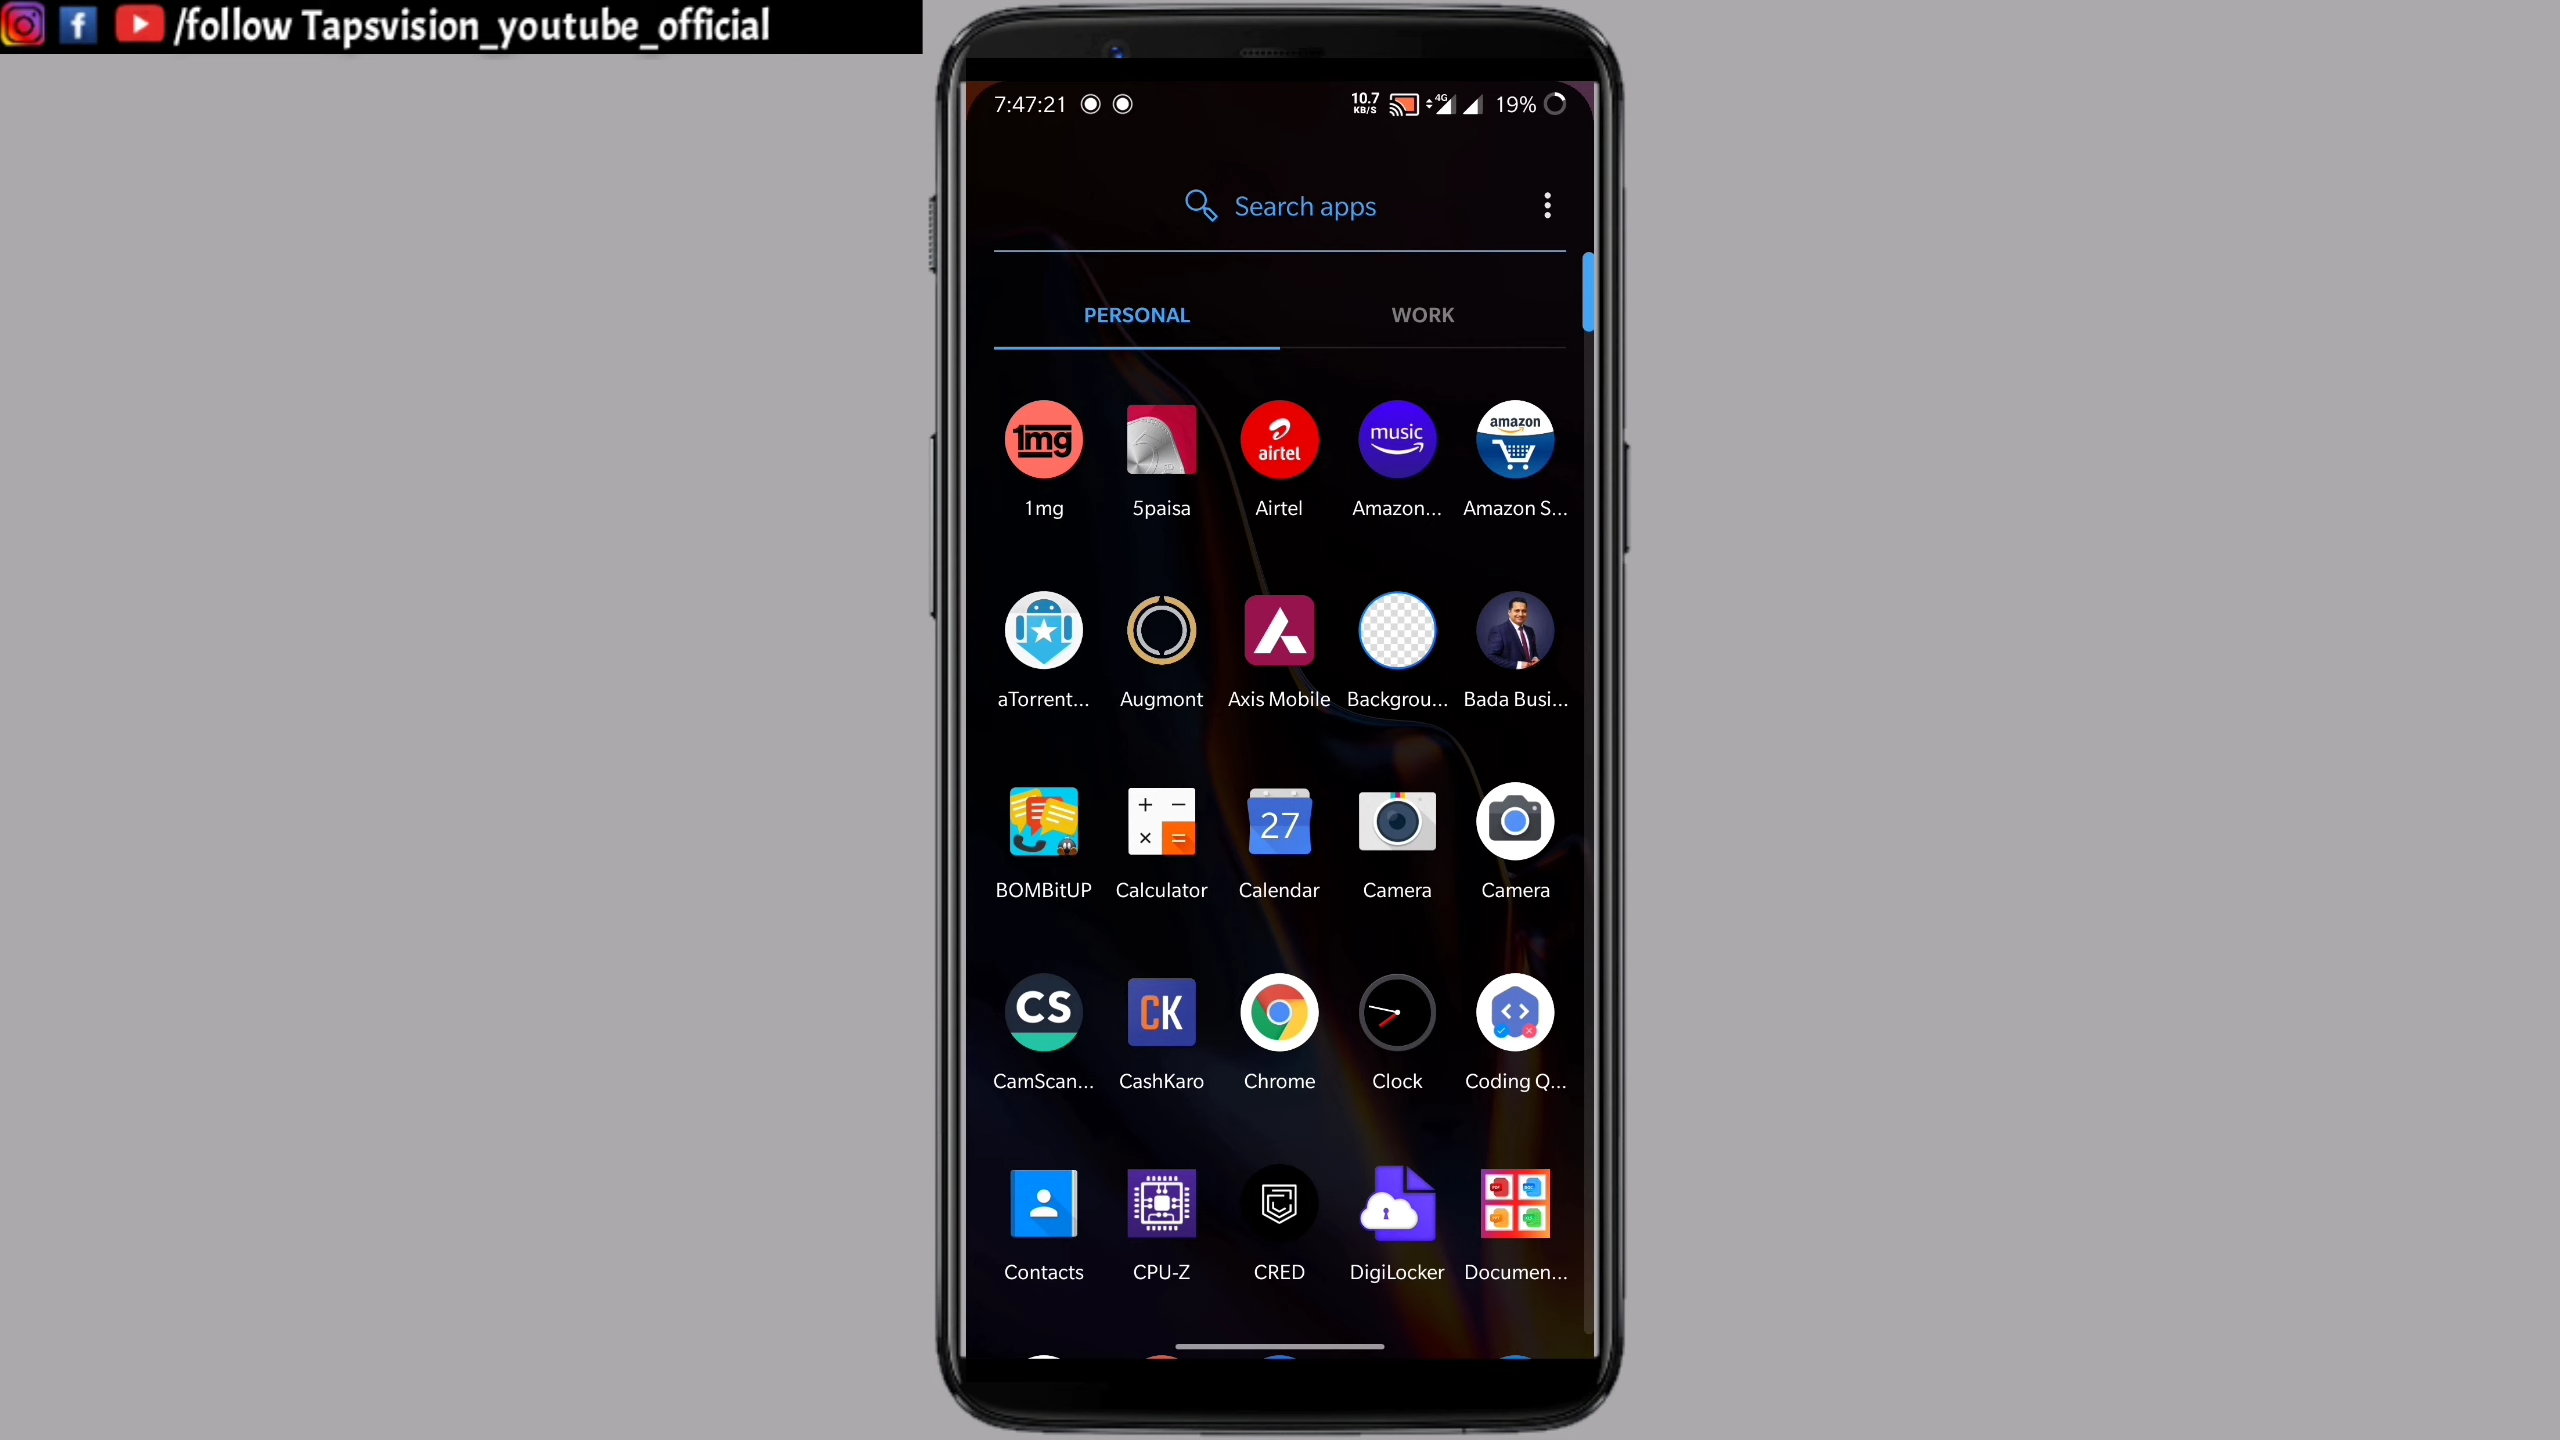 /follow Tapsvision_youtube_official
7:47:21 10.7 KB/S 4G 19%
Search apps
PERSONAL WORK
1mg airtel music amazon
1mg 5paisa Airtel Amazon... Amazon S...
aTorrent... Augmont Axis Mobile Backgrou... Bada Busi...
+ − × = 27
BOMBitUP Calculator Calendar Camera Camera
CS CK <>
CamScan... CashKaro Chrome Clock Coding Q...
Contacts CPU-Z CRED DigiLocker Documen...